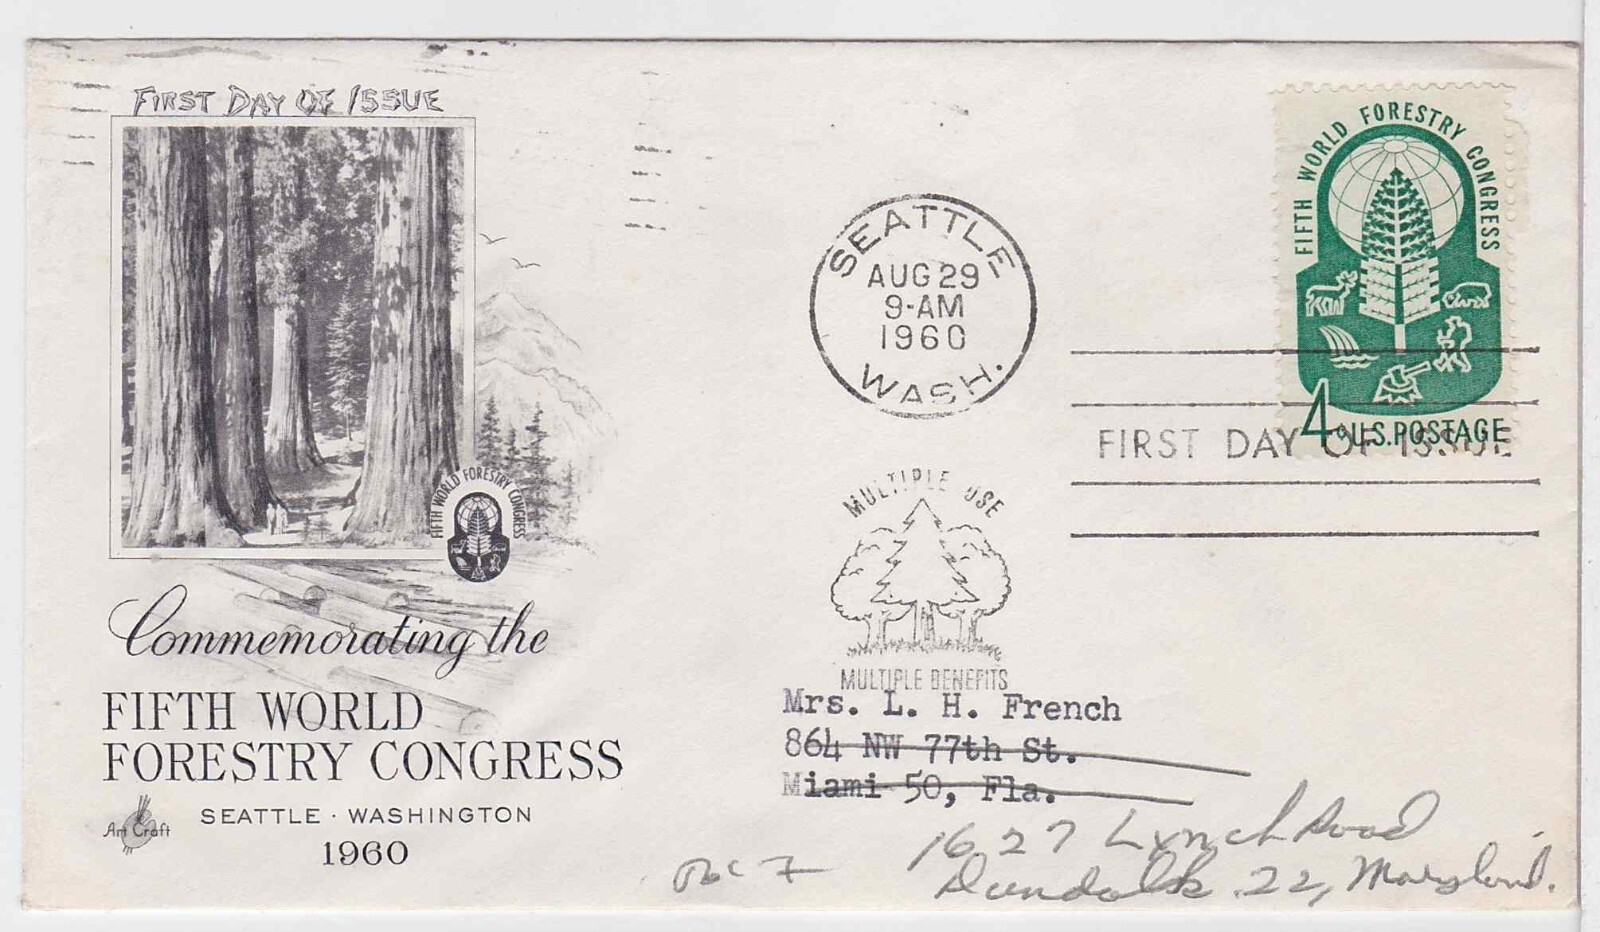 FIRST DAY OF ISSUE
FIFTH WORLD FORESTRY CONGRESS
Commemorating the
FIFTH WORLD
FORESTRY CONGRESS
SEATTLE · WASHINGTON
1960
Art Craft
SEATTLE
AUG 29
9-AM
1960
WASH.
FIFTH WORLD FORESTRY CONGRESS
4¢ U.S. POSTAGE
FIRST DAY OF ISSUE
MULTIPLE USE
MULTIPLE BENEFITS
Mrs. L. H. French
864 NW 77th St.
Miami 50, Fla.
1627 Lynch Road
Dundalk 22, Maryland.